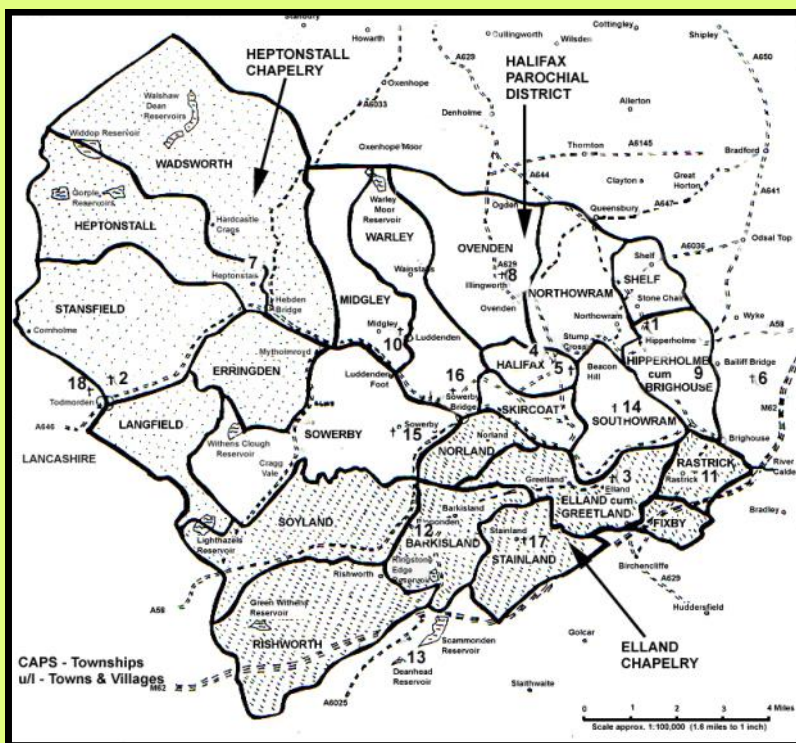 Stanbury
Haworth
Cullingworth
Wilsden
Cottingley
Shipley
A629
A650
HEPTONSTALL
CHAPELRY
HALIFAX
PAROCHIAL
DISTRICT
Oxenhope
A6033
Denholme
Allerton
Walshaw
Dean
Reservoirs
Widdop Reservoir
WADSWORTH
Oxenhope Moor
Thornton
A6145
Bradford
A644
Clayton
Great
Horton
A641
Gorple
Reservoirs
Warley
Moor
Reservoir
Ogden
Queensbury
A647
HEPTONSTALL
Hardcastle
Crags
WARLEY
OVENDEN
A6036
Odsal Top
7
Heptonstall
Wainstalls
A629
8
Illingworth
Shelf
SHELF
STANSFIELD
Hebden
Bridge
MIDGLEY
Ovenden
NORTHOWRAM
Stone Chair
Cornholme
Midgley
Northowram
Wyke
Mytholmroyd
10
Luddenden
4
Stump
Cross
1
Hipperholme
A58
ERRINGDEN
HALIFAX
HIPPERHOLME
cum
BRIGHOUSE
Bailiff Bridge
18
2
Luddenden
Foot
16
5
Beacon
Hill
9
6
Todmorden
Sowerby
Bridge
SKIRCOAT
14
M62
A646
LANGFIELD
SOWERBY
Sowerby
15
SOUTHOWRAM
LANCASHIRE
Withens Clough
Reservoir
Norland
NORLAND
Brighouse
Cragg
Vale
Greetland
3
Elland
RASTRICK
River
Calder
Rastrick
11
ELLAND cum
GREETLAND
SOYLAND
Barkisland
12
BARKISLAND
Stainland
17
STAINLAND
FIXBY
Bradley
Lighthazels
Reservoir
Ringstone
Edge
Reservoir
Rishworth
Birchencliffe
A58
Green Withens
Reservoir
A629
Huddersfield
RISHWORTH
Scammonden
Reservoir
Golcar
ELLAND
CHAPELRY
CAPS - Townships
u/l - Towns & Villages
13
Deanhead
Reservoir
M62
A6025
Slaithwaite
0 1 2 3 4 Miles
Scale approx. 1:100,000 (1.6 miles to 1 inch)